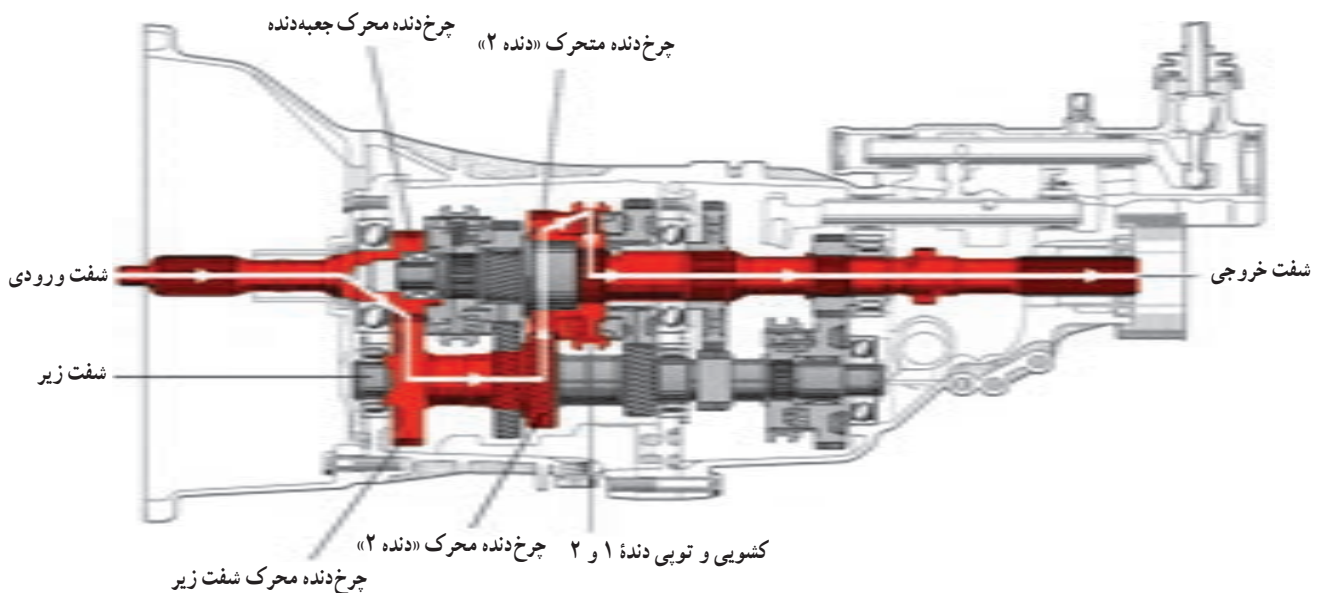 چرخ‌دنده محرک جعبه‌دنده
چرخ‌دنده متحرک «دنده ۲»
شفت ورودی
شفت خروجی
شفت زیر
کشویی و توپی دندهٔ ۱ و ۲
چرخ‌دنده محرک «دنده ۲»
چرخ‌دنده محرک شفت زیر